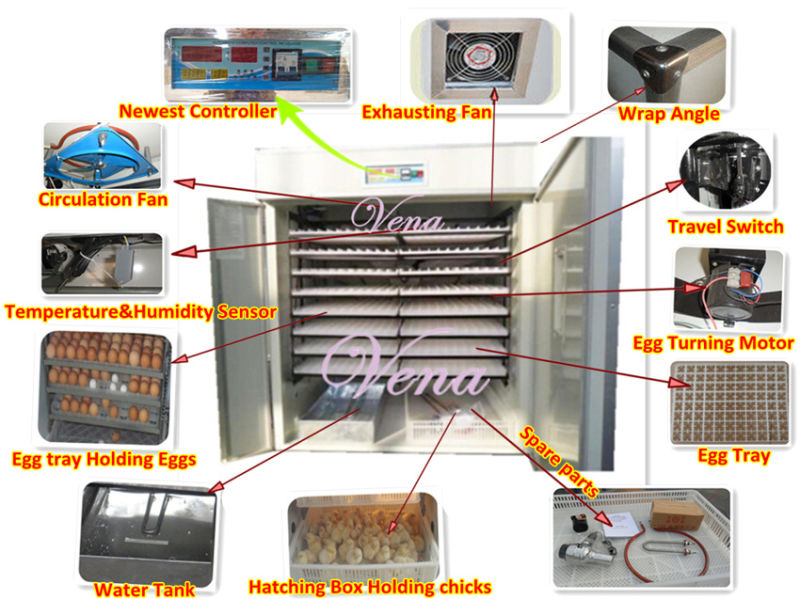 Newest Controller
Exhausting Fan
Wrap Angle
Circulation Fan
Travel Switch
Vena
Temperature&Humidity Sensor
Egg Turning Motor
Vena
Egg tray Holding Eggs
Egg Tray
Spare parts
Water Tank
Hatching Box Holding chicks